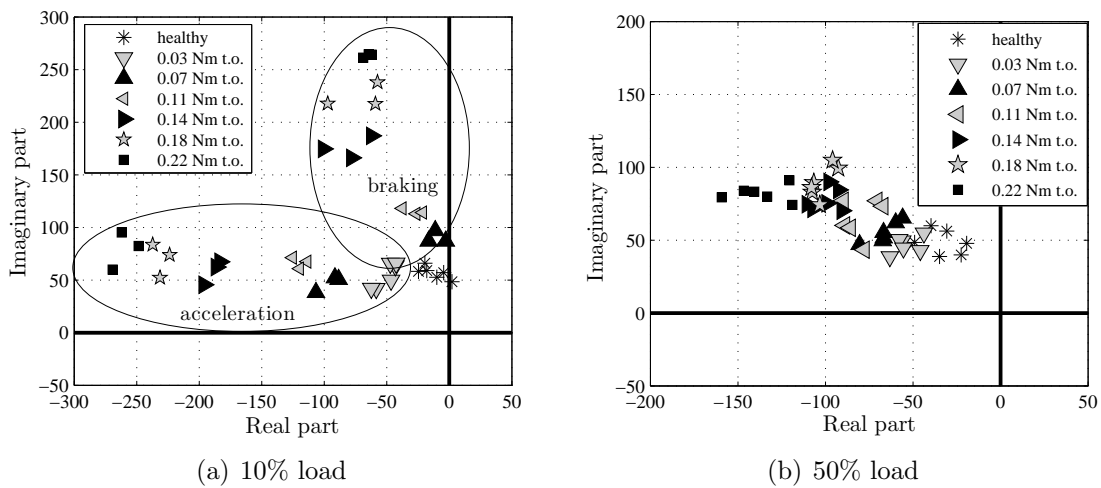 300
250
200
150
100
50
0
−50
−300
−250
−200
−150
−100
−50
0
50
Imaginary part
Real part
healthy
0.03 Nm t.o.
0.07 Nm t.o.
0.11 Nm t.o.
0.14 Nm t.o.
0.18 Nm t.o.
0.22 Nm t.o.
braking
acceleration
(a) 10% load
200
150
100
50
0
−50
−200
−150
−100
−50
0
50
Imaginary part
Real part
healthy
0.03 Nm t.o.
0.07 Nm t.o.
0.11 Nm t.o.
0.14 Nm t.o.
0.18 Nm t.o.
0.22 Nm t.o.
(b) 50% load